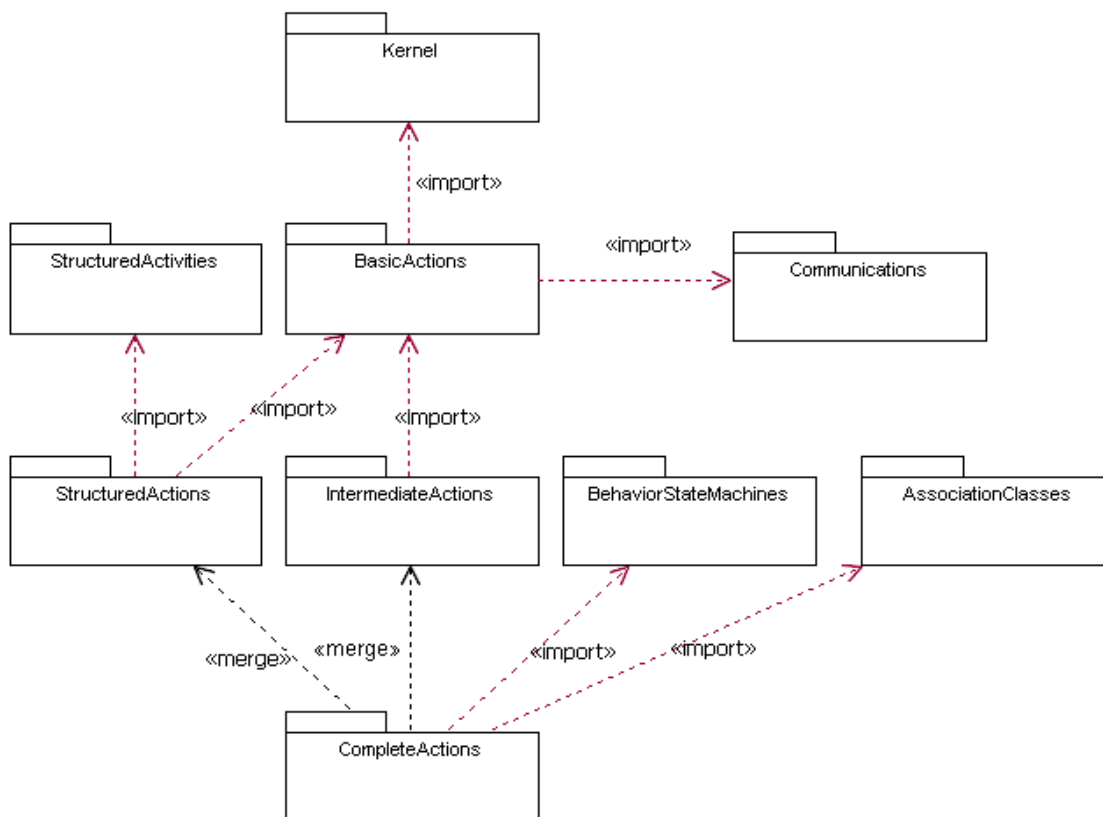 Kernel
«import»
StructuredActivities
BasicActions
«import»
Communications
«import»
«import»
«import»
StructuredActions
IntermediateActions
BehaviorStateMachines
AssociationClasses
«merge»
«merge»
«import»
«import»
CompleteActions